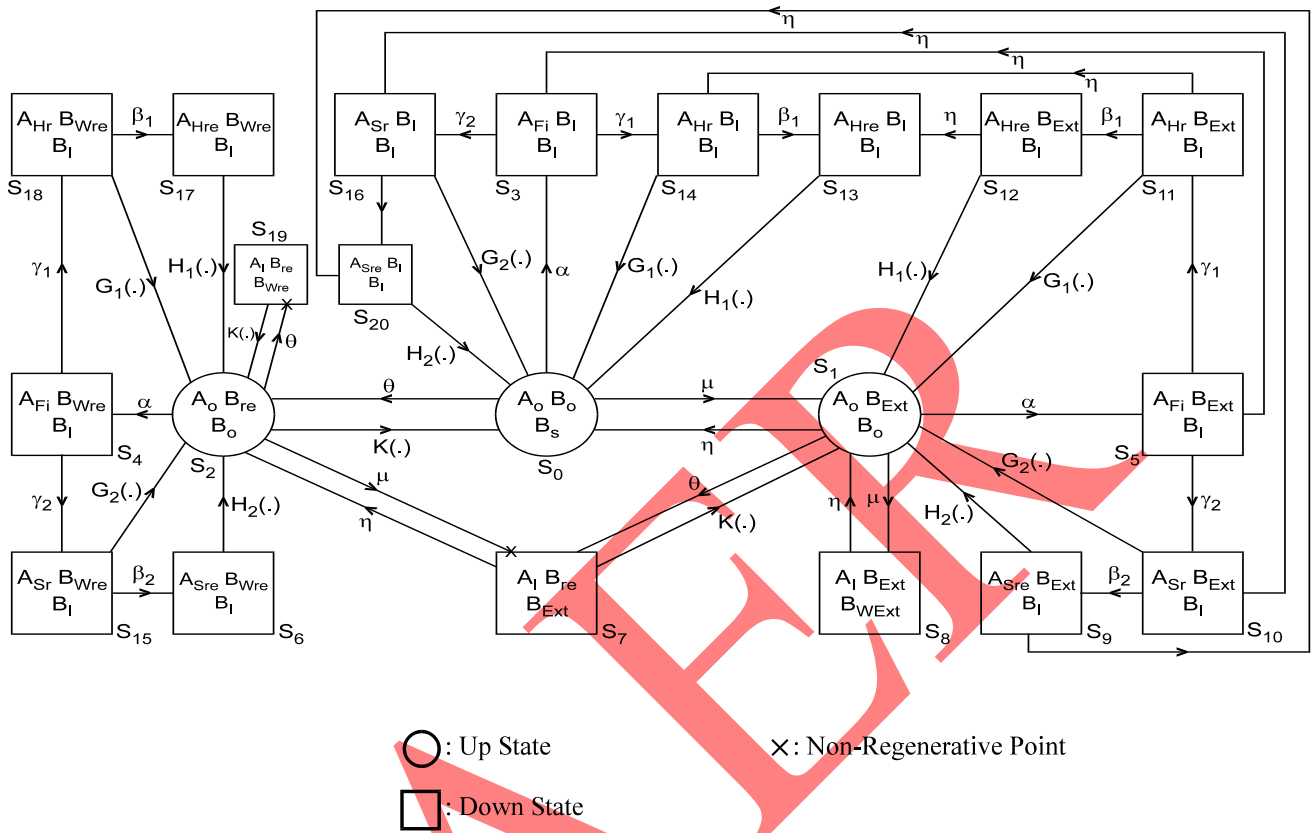 η
η
η
η
A_Hr B_Wre
B_I
β₁
A_Hre B_Wre
B_I
A_Sr B_I
B_I
γ₂
A_Fi B_I
B_I
γ₁
A_Hr B_I
B_I
β₁
A_Hre B_I
B_I
η
A_Hre B_Ext
B_I
β₁
A_Hr B_Ext
B_I
S₁₈
S₁₇
S₁₆
S₃
S₁₄
S₁₃
S₁₂
S₁₁
S₁₉
A_I B_re
B_Wre
A_Sre B_I
B_I
S₂₀
γ₁
G₁(.)
H₁(.)
K(.)
θ
G₂(.)
α
G₁(.)
H₁(.)
H₁(.)
G₁(.)
γ₁
H₂(.)
A_Fi B_Wre
B_I
S₄
α
A_o B_re
B_o
S₂
θ
K(.)
A_o B_o
B_s
S₀
μ
η
S₁
A_o B_Ext
B_o
α
A_Fi B_Ext
B_I
S₅
γ₂
G₂(.)
H₂(.)
μ
η
θ
K(.)
η
μ
H₂(.)
G₂(.)
γ₂
A_Sr B_Wre
B_I
S₁₅
β₂
A_Sre B_Wre
B_I
S₆
A_I B_re
B_Ext
S₇
A_I B_Ext
B_WExt
S₈
A_Sre B_Ext
B_I
S₉
β₂
A_Sr B_Ext
B_I
S₁₀
: Up State
×: Non-Regenerative Point
: Down State